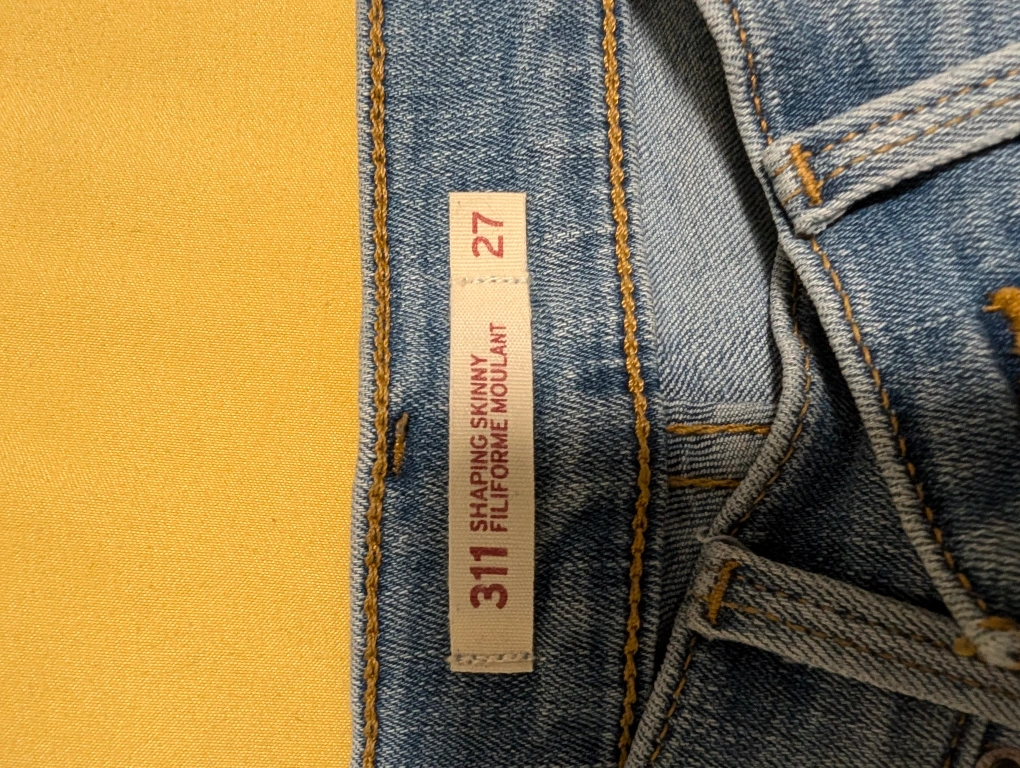 311 SHAPING SKINNY
FILIFORME MOULANT
27